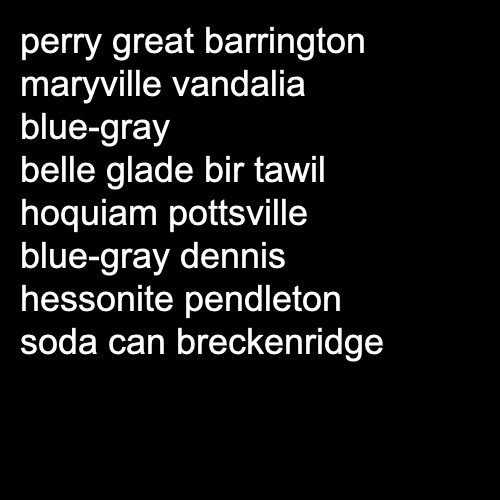 perry great barrington
maryville vandalia
blue-gray
belle glade bir tawil
hoquiam pottsville
blue-gray dennis
hessonite pendleton
soda can breckenridge